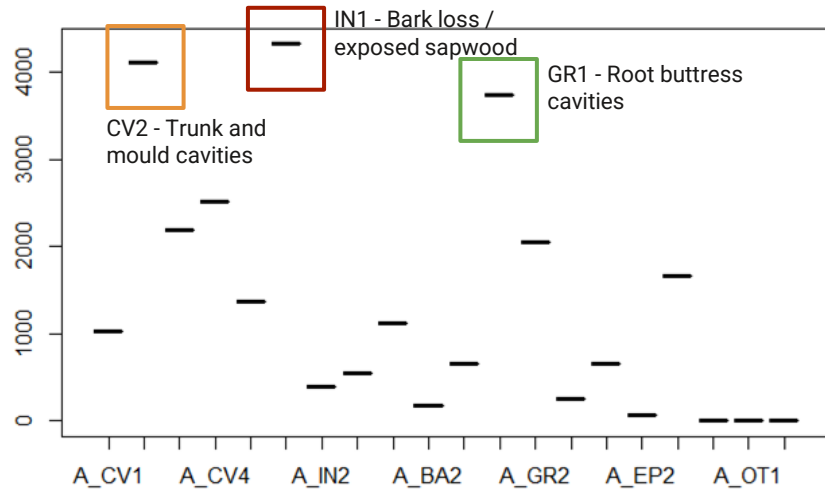 IN1 - Bark loss /
exposed sapwood
GR1 - Root buttress
cavities
CV2 - Trunk and
mould cavities
4000
3000
2000
1000
0
A_CV1
A_CV4
A_IN2
A_BA2
A_GR2
A_EP2
A_OT1